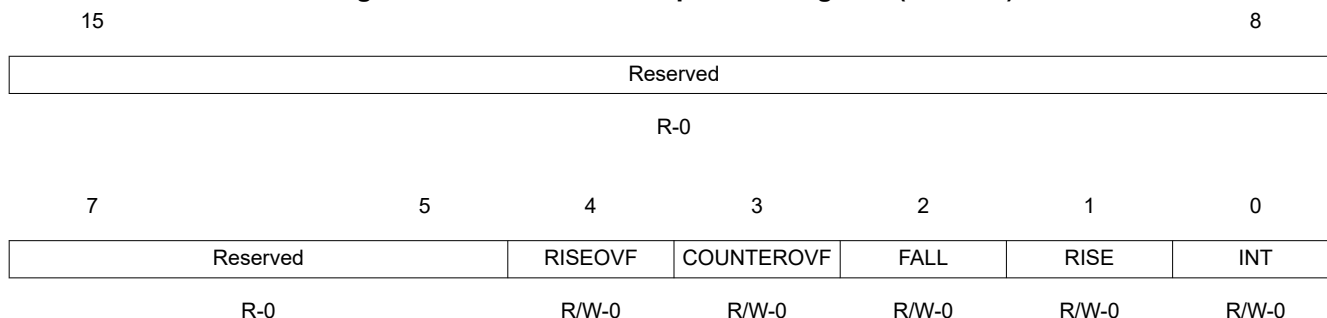 15 8
Reserved
R-0
7 5 4 3 2 1 0
Reserved RISEOVF COUNTEROVF FALL RISE INT
R-0 R/W-0 R/W-0 R/W-0 R/W-0 R/W-0